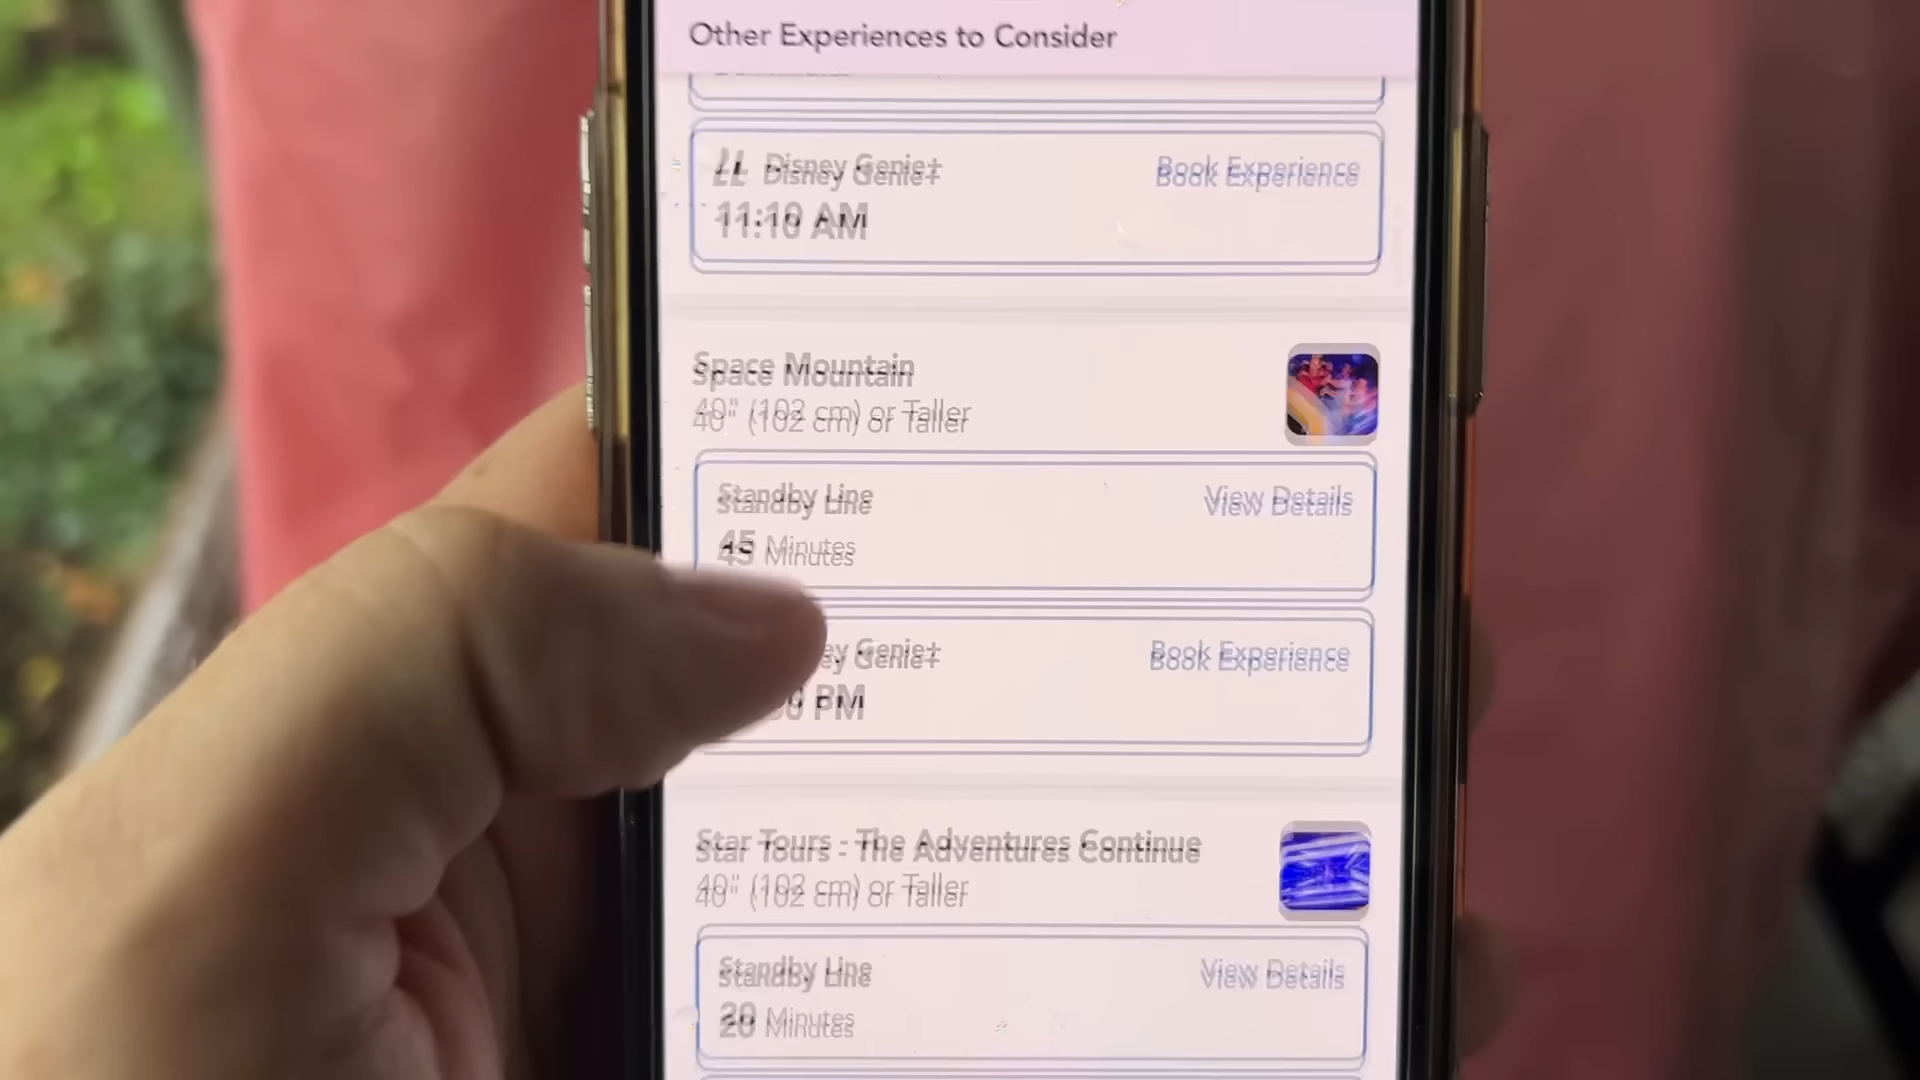 Other Experiences to Consider
LL Disney Genie+
Book Experience
11:10 AM
Space Mountain
40" (102 cm) or Taller
Standby Line
View Details
45 Minutes
ey Genie+
Book Experience
PM
Star Tours - The Adventures Continue
40" (102 cm) or Taller
Standby Line
View Details
20 Minutes